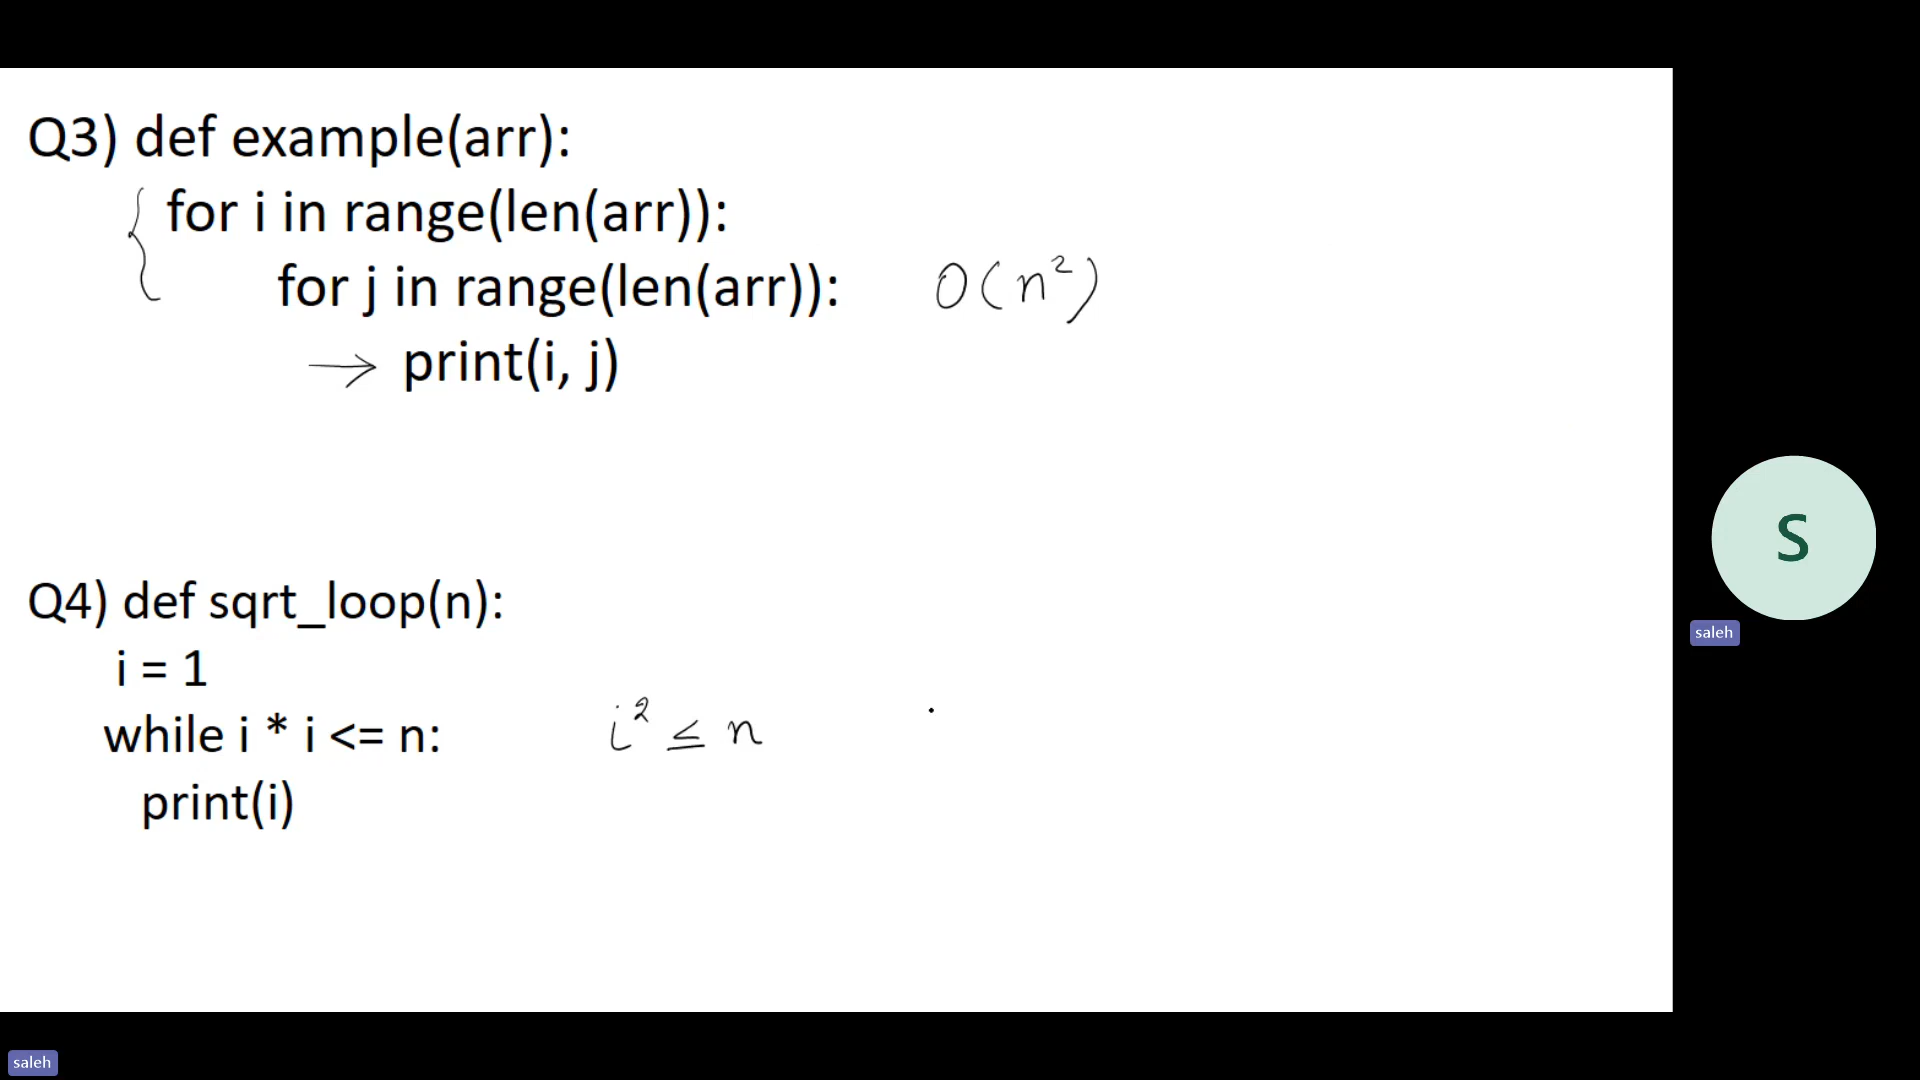 Q3) def example(arr):
for i in range(len(arr)):
for j in range(len(arr)): O(n²)
→ print(i, j)
Q4) def sqrt_loop(n):
i = 1
while i * i <= n: i² ≤ n
print(i)
S
saleh
saleh